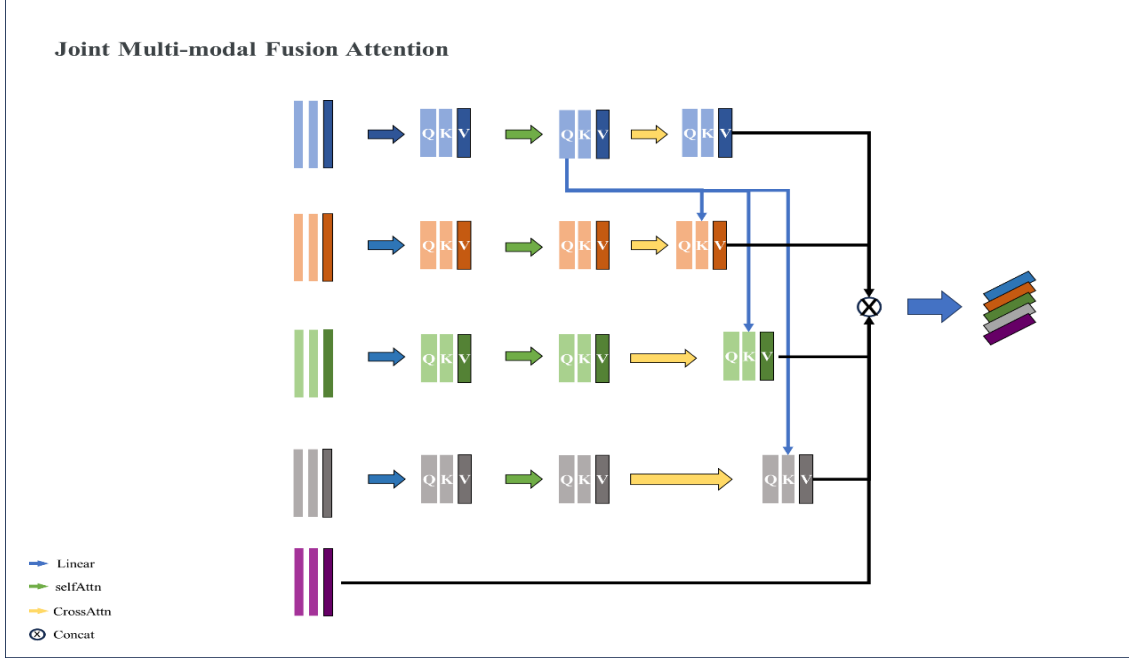 Joint Multi-modal Fusion Attention
Q K V Q K V Q K V
Q K V Q K V Q K V
Q K V Q K V Q K V
Q K V Q K V Q K V
Linear
selfAttn
CrossAttn
Concat